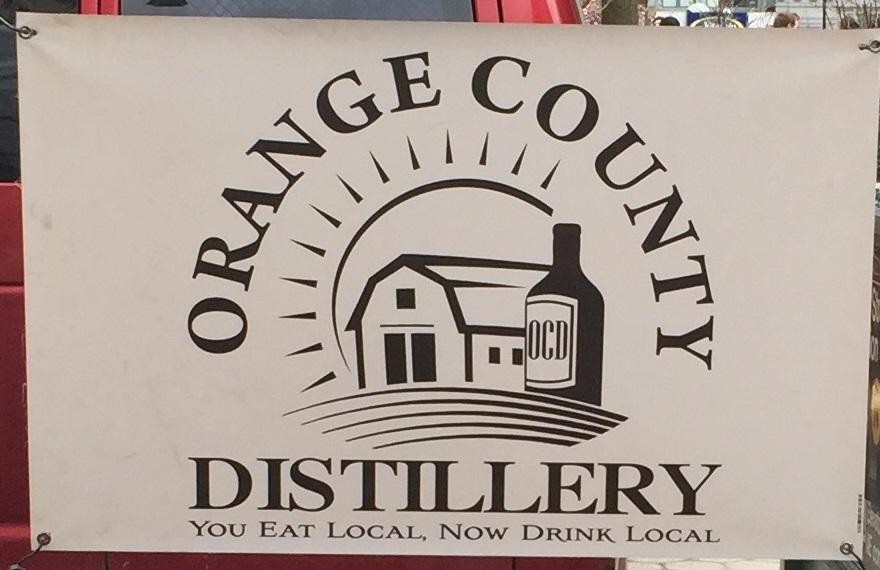 ORANGE COUNTY
OCD
DISTILLERY
YOU EAT LOCAL, NOW DRINK LOCAL